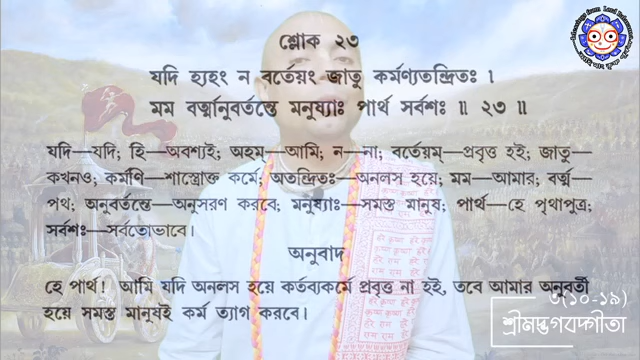 শ্লোক ২৩
যদি হ্যহং ন বর্তেয়ং জাতু কর্মণ্যতন্দ্রিতঃ ।
মম বর্ত্মানুবর্তন্তে মনুষ্যাঃ পার্থ সর্বশঃ ॥ ২৩ ॥
যদি—যদি; হি—অবশ্যই; অহম্—আমি; ন—না; বর্তেয়ম্—প্রবৃত্ত হই; জাতু—
কখনও; কর্মণি—শাস্ত্রোক্ত কর্মে; অতন্দ্রিতঃ—অনলস হয়ে; মম—আমার; বর্ত্ম—
পথ; অনুবর্তন্তে—অনুসরণ করবে; মনুষ্যাঃ—সমস্ত মানুষ; পার্থ—হে পৃথাপুত্র;
সর্বশঃ—সর্বতোভাবে।
অনুবাদ
হে পার্থ! আমি যদি অনলস হয়ে কর্তব্যকর্মে প্রবৃত্ত না হই, তবে আমার অনুবর্তী
হয়ে সমস্ত মানুষই কর্ম ত্যাগ করবে।
৩(১০-১৯)
শ্রীমদ্ভগবদ্গীতা